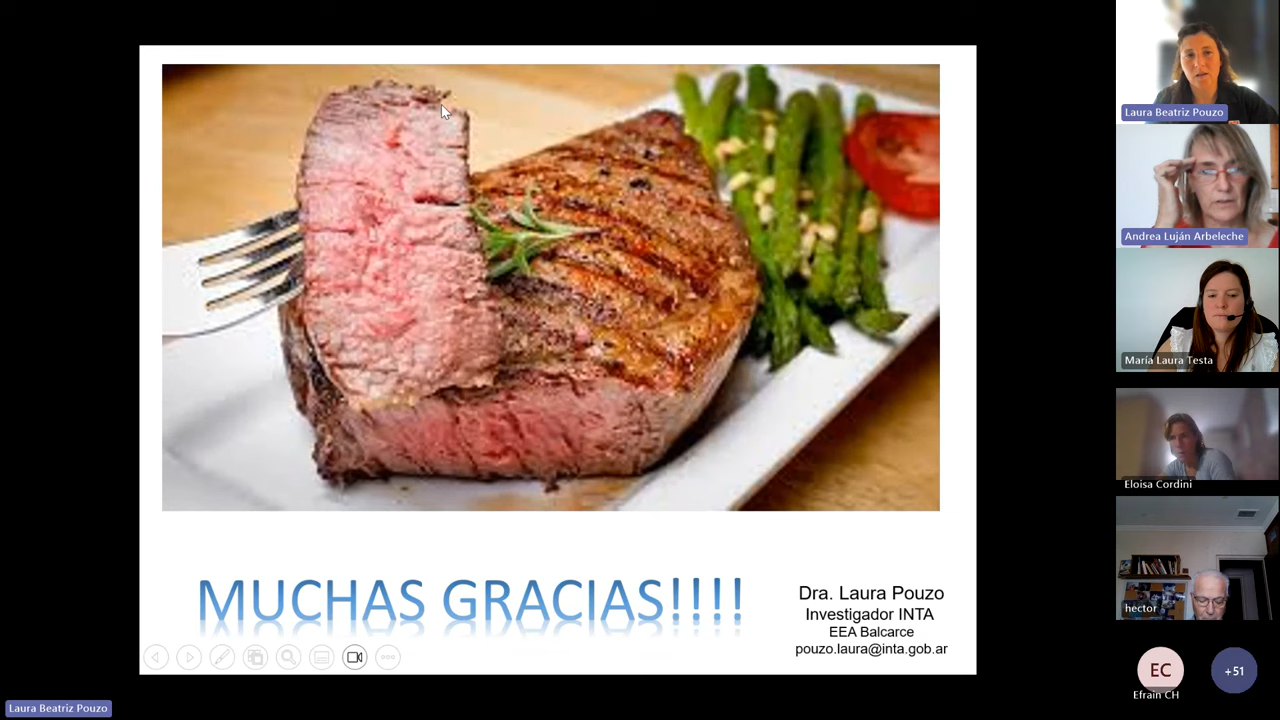 MUCHAS GRACIAS!!!!
Dra. Laura Pouzo
Investigador INTA
EEA Balcarce
pouzo.laura@inta.gob.ar
Laura Beatriz Pouzo
Laura Beatriz Pouzo
Andrea Luján Arbeleche
María Laura Testa
Eloisa Cordini
hector
EC
Efrain CH
+51